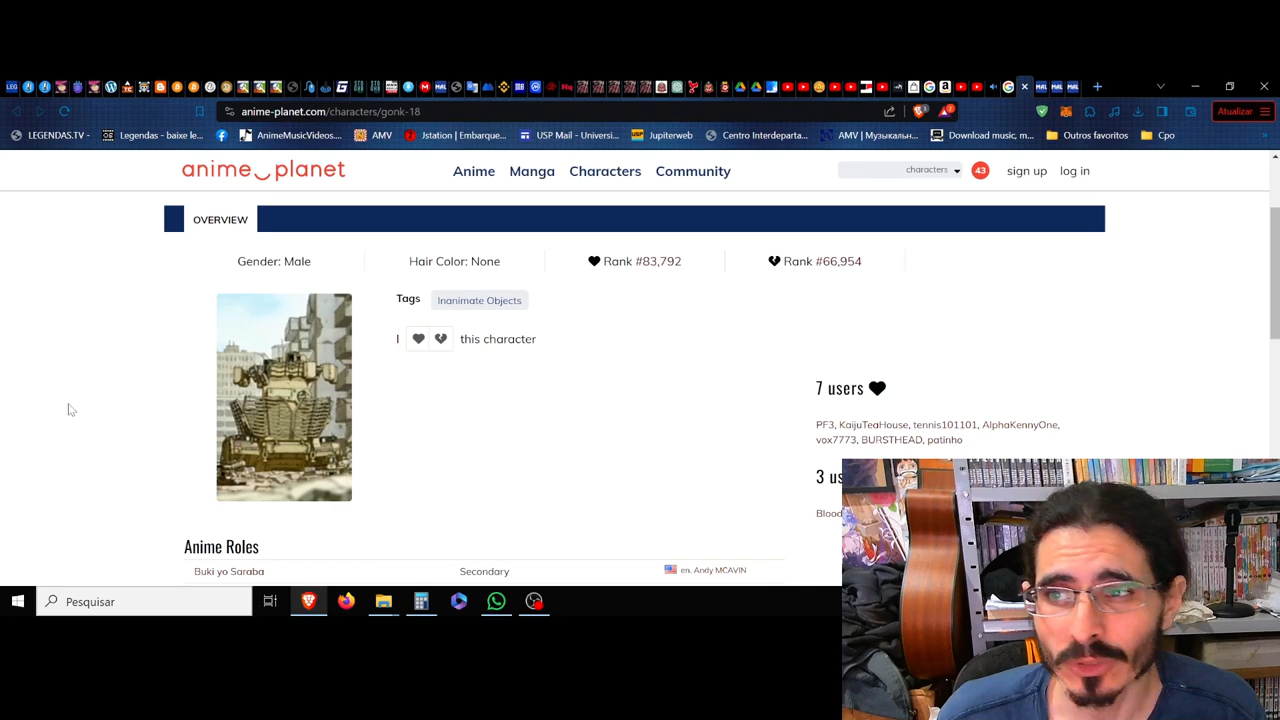 anime-planet.com/characters/gonk-18
Atualizar
LEGENDAS.TV -
Legendas - baixe le...
AnimeMusicVideos....
AMV
Jstation | Embarque...
USP Mail - Universi...
Jupiterweb
Centro Interdeparta...
AMV | Музыкальн...
Download music, m...
Outros favoritos
Cpo
anime planet
Anime
Manga
Characters
Community
characters
43
sign up
log in
OVERVIEW
Gender: Male
Hair Color: None
Rank #83,792
Rank #66,954
Tags
Inanimate Objects
I
this character
7 users
PF3, KaijuTeaHouse, tennis101101, AlphaKennyOne,
vox7773, BURSTHEAD, patinho
3 us
Blood
Anime Roles
Buki yo Saraba
Secondary
en. Andy MCAVIN
Pesquisar